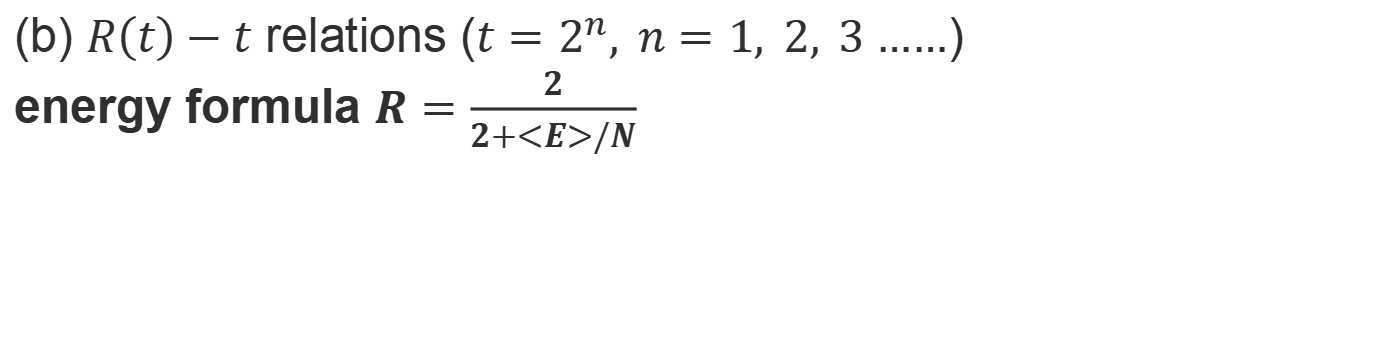 (b) R(t) − t relations (t = 2ⁿ, n = 1, 2, 3 ......)
energy formula R = 2 / (2+<E>/N)